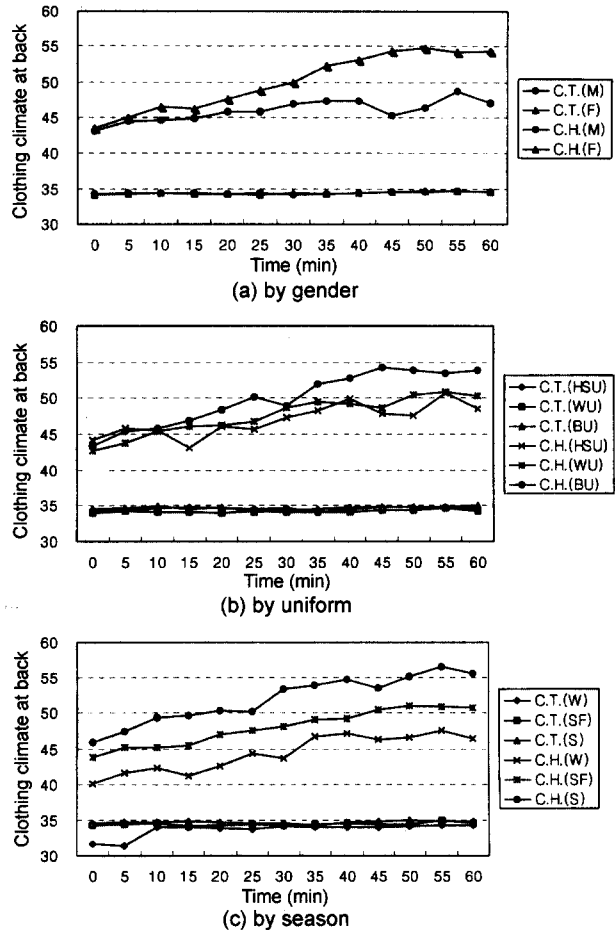 Clothing climate at back
60
55
50
45
40
35
30
0 5 10 15 20 25 30 35 40 45 50 55 60
Time (min)
C.T.(M)
C.T.(F)
C.H.(M)
C.H.(F)
(a) by gender
Clothing climate at back
60
55
50
45
40
35
30
0 5 10 15 20 25 30 35 40 45 50 55 60
Time (min)
C.T.(HSU)
C.T.(WU)
C.T.(BU)
C.H.(HSU)
C.H.(WU)
C.H.(BU)
(b) by uniform
Clothing climate at back
60
55
50
45
40
35
30
0 5 10 15 20 25 30 35 40 45 50 55 60
Time (min)
C.T.(W)
C.T.(SF)
C.T.(S)
C.H.(W)
C.H.(SF)
C.H.(S)
(c) by season